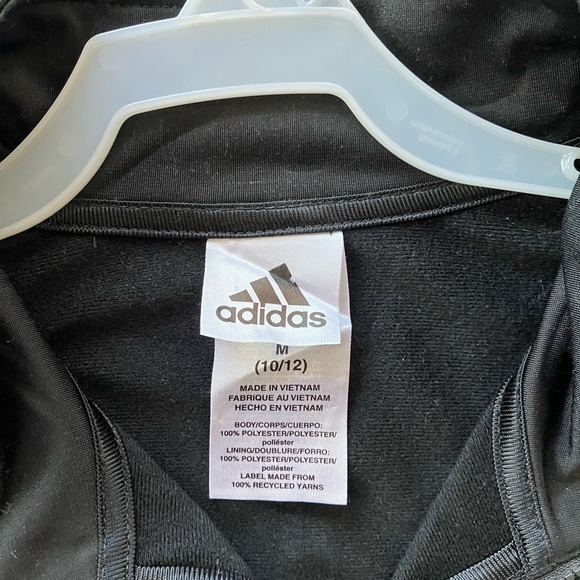 adidas
M
(10/12)
MADE IN VIETNAM
FABRIQUE AU VIETNAM
HECHO EN VIETNAM
BODY/CORPS/CUERPO:
100% POLYESTER/POLYESTER/
poliéster
LINING/DOUBLURE/FORRO:
100% POLYESTER/POLYESTER/
poliéster
LABEL MADE FROM
100% RECYCLED YARNS